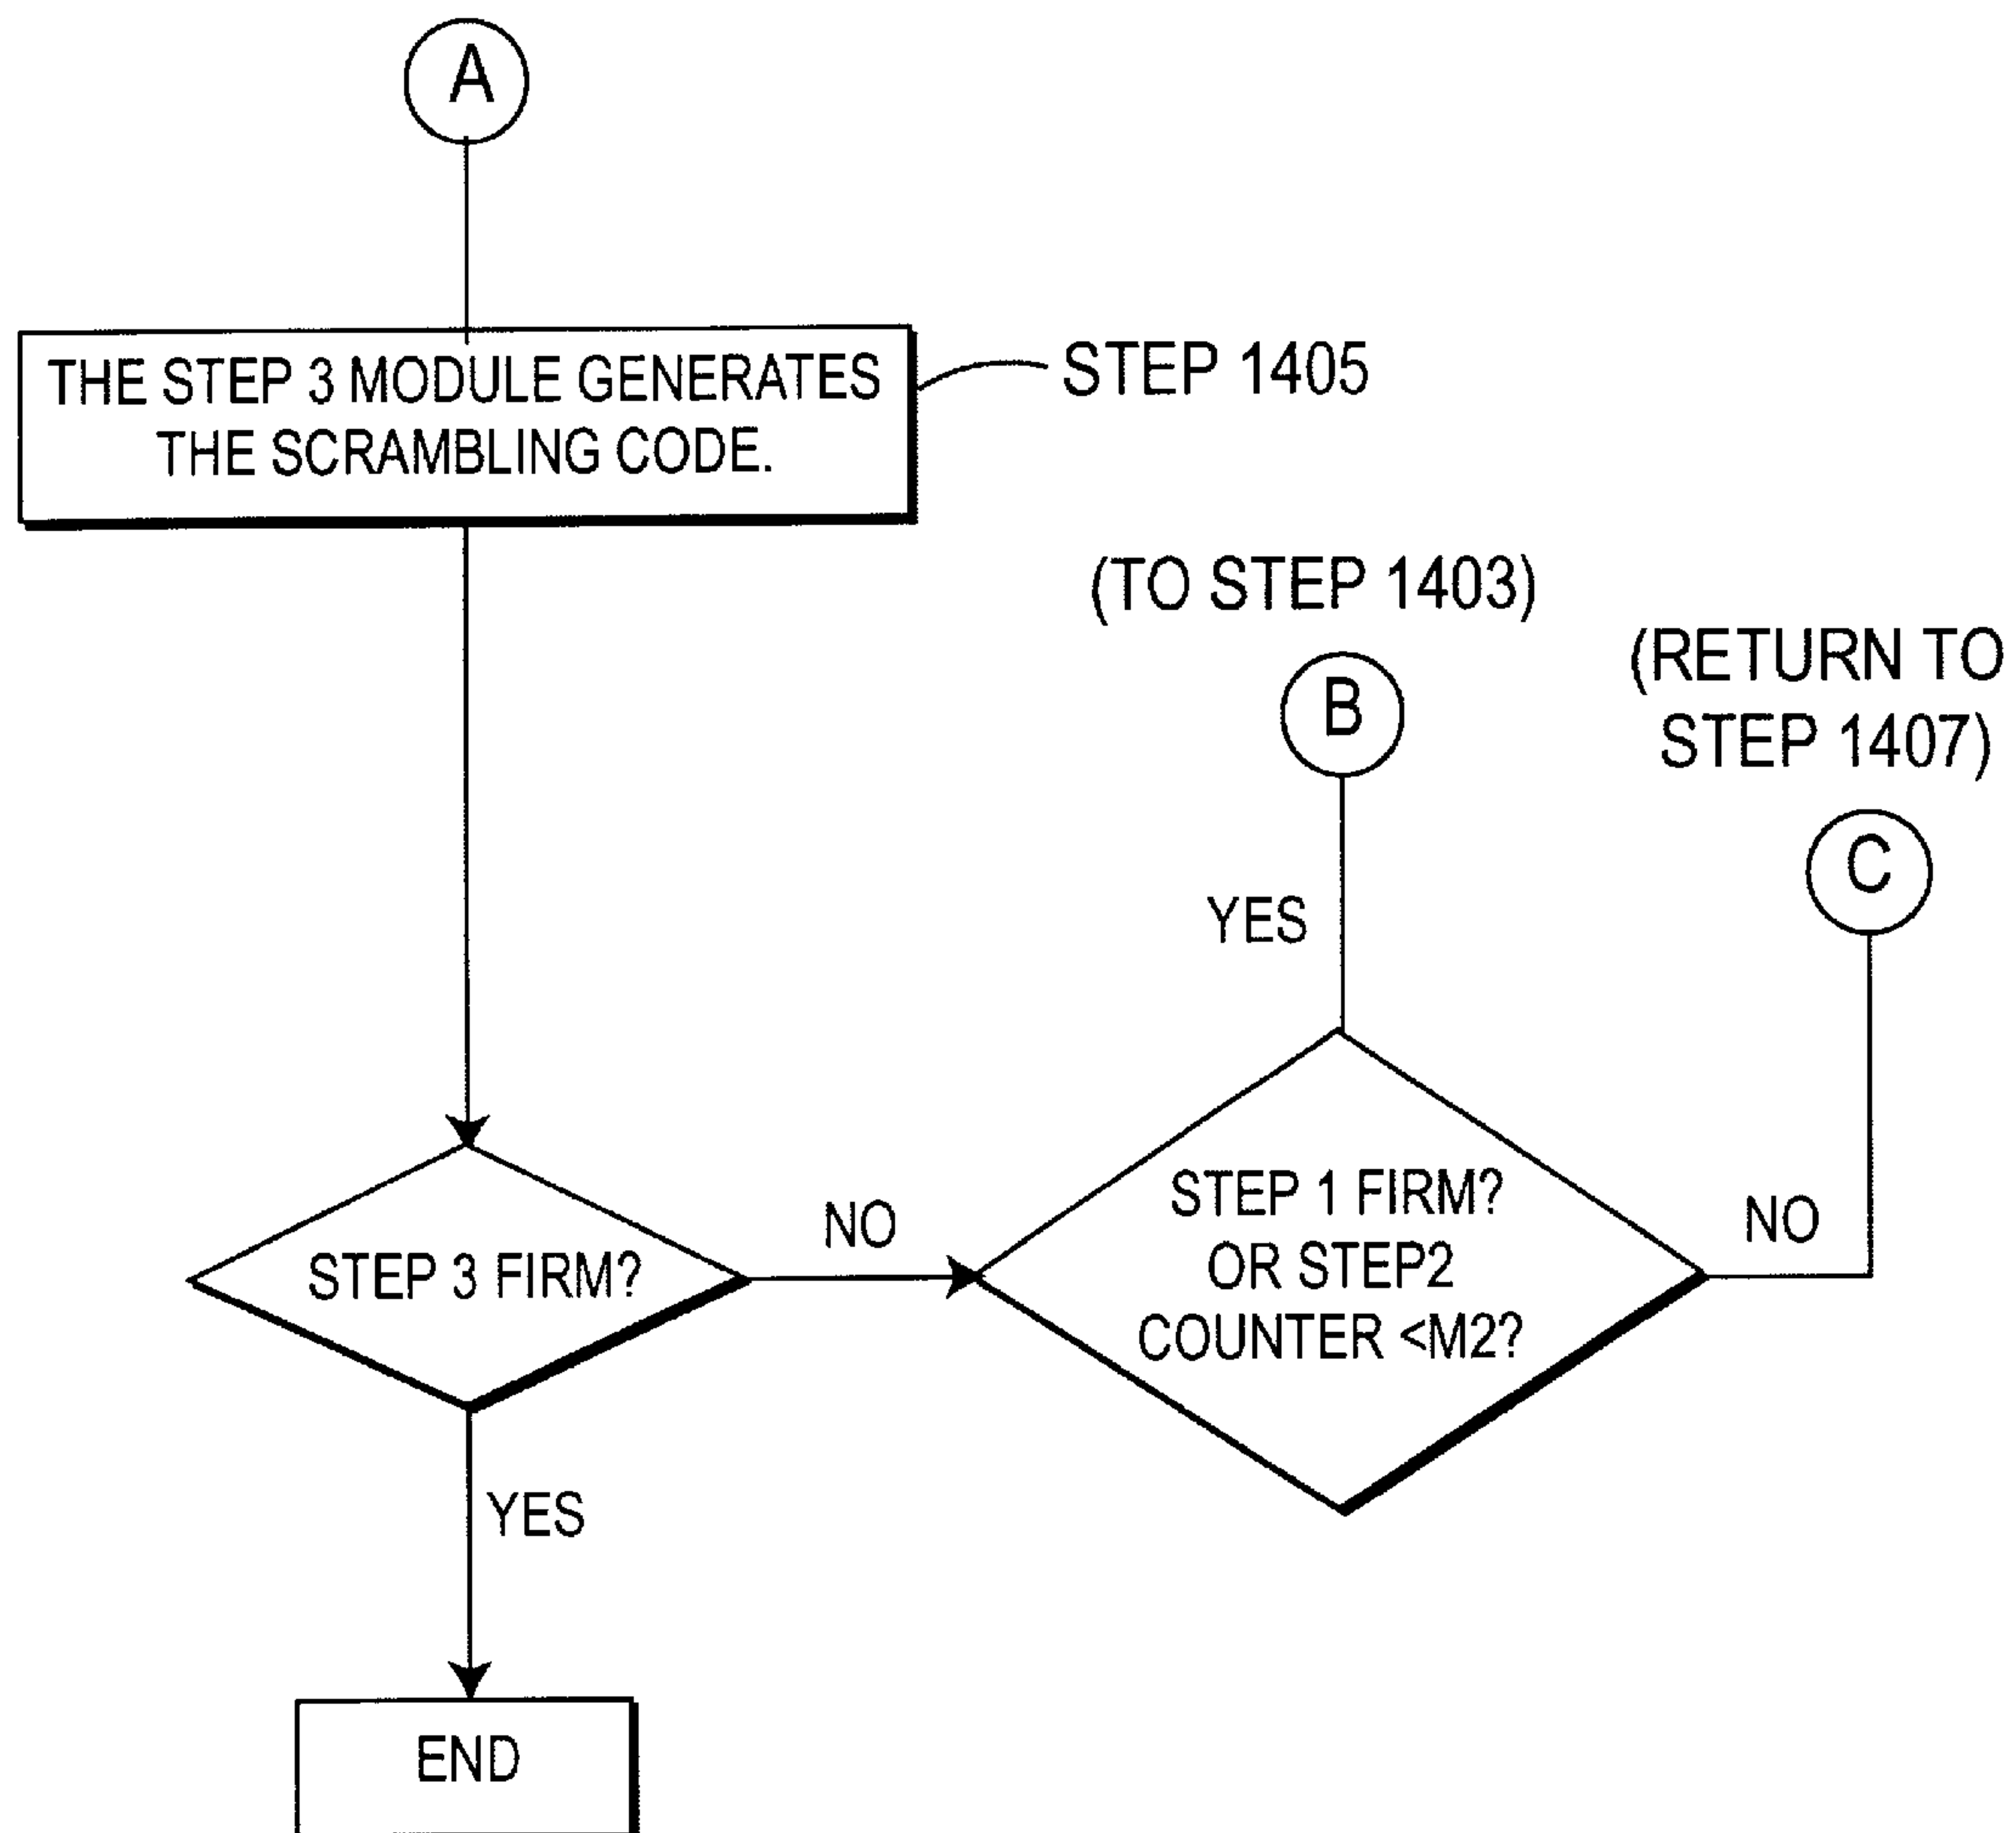 A
THE STEP 3 MODULE GENERATES
THE SCRAMBLING CODE.
STEP 1405
(TO STEP 1403)
B
(RETURN TO
STEP 1407)
C
YES
STEP 3 FIRM?
NO
STEP 1 FIRM?
OR STEP2
COUNTER <M2?
NO
YES
END